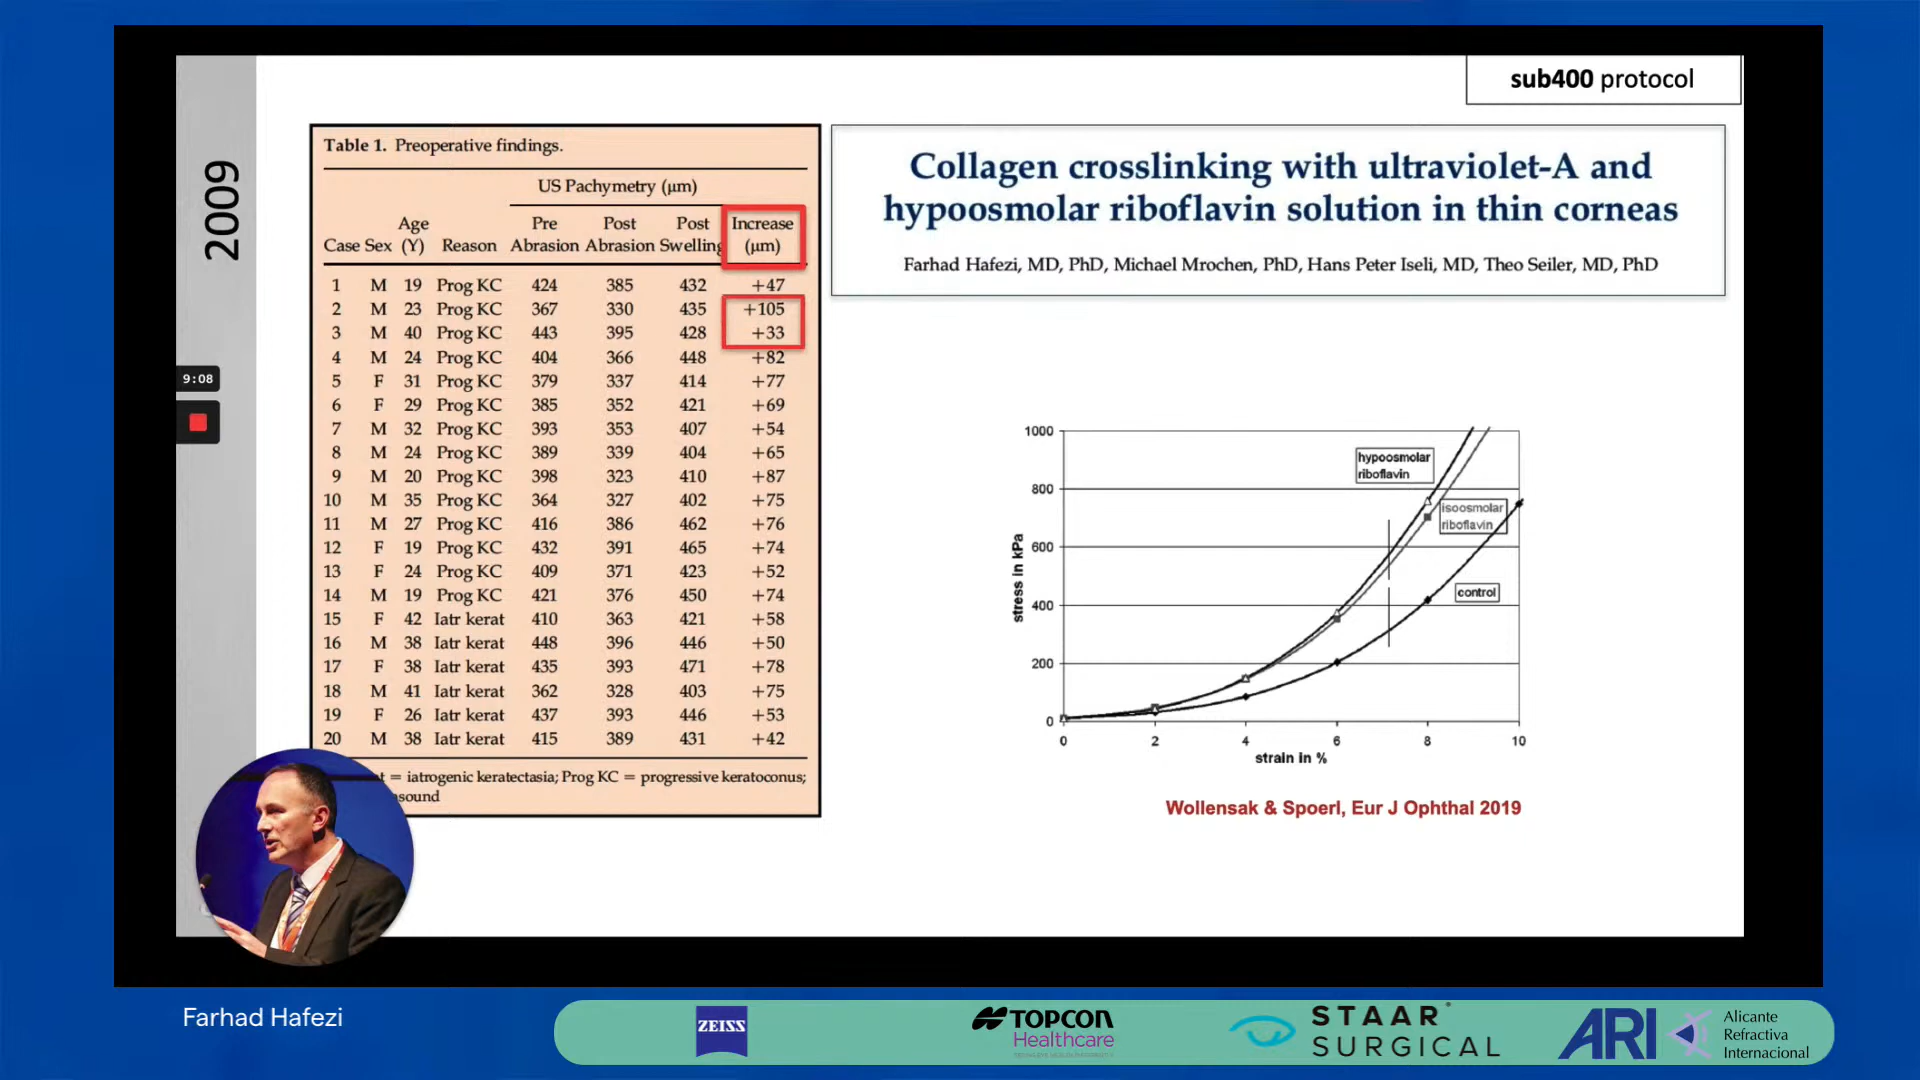 sub400 protocol
2009
Table 1. Preoperative findings.
US Pachymetry (µm)
Case Sex Age (Y) Reason Pre Abrasion Post Abrasion Post Swelling Increase (µm)
1 M 19 Prog KC 424 385 432 +47
2 M 23 Prog KC 367 330 435 +105
3 M 40 Prog KC 443 395 428 +33
4 M 24 Prog KC 404 366 448 +82
5 F 31 Prog KC 379 337 414 +77
6 F 29 Prog KC 385 352 421 +69
7 M 32 Prog KC 393 353 407 +54
8 M 24 Prog KC 389 339 404 +65
9 M 20 Prog KC 398 323 410 +87
10 M 35 Prog KC 364 327 402 +75
11 M 27 Prog KC 416 386 462 +76
12 F 19 Prog KC 432 391 465 +74
13 F 24 Prog KC 409 371 423 +52
14 M 19 Prog KC 421 376 450 +74
15 F 42 Iatr kerat 410 363 421 +58
16 M 38 Iatr kerat 448 396 446 +50
17 F 38 Iatr kerat 435 393 471 +78
18 M 41 Iatr kerat 362 328 403 +75
19 F 26 Iatr kerat 437 393 446 +53
20 M 38 Iatr kerat 415 389 431 +42
= iatrogenic keratectasia; Prog KC = progressive keratoconus;
Collagen crosslinking with ultraviolet-A and
hypoosmolar riboflavin solution in thin corneas
Farhad Hafezi, MD, PhD, Michael Mrochen, PhD, Hans Peter Iseli, MD, Theo Seiler, MD, PhD
9:08
1000
800
600
400
200
0
stress in kPa
hypoosmolar
riboflavin
isoosmolar
riboflavin
control
0 2 4 6 8 10
strain in %
Wollensak & Spoerl, Eur J Ophthal 2019
Farhad Hafezi
ZEISS
TOPCON
Healthcare
STAAR
SURGICAL
ARI
Alicante
Refractiva
Internacional